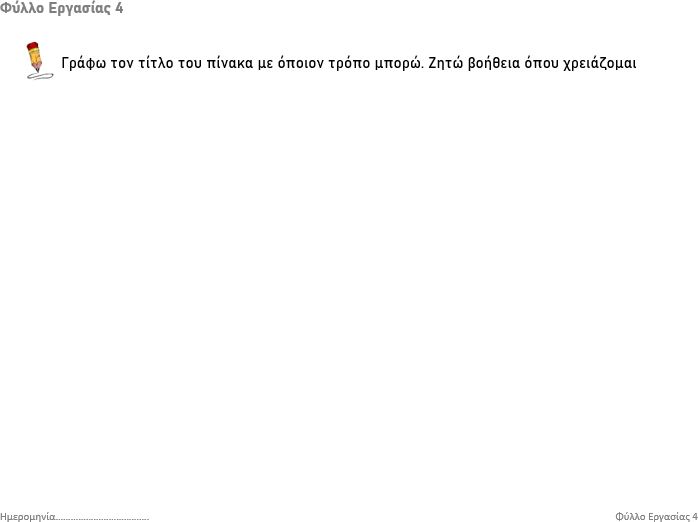 Φύλλο Εργασίας 4
Γράφω τον τίτλο του πίνακα με όποιον τρόπο μπορώ. Ζητώ βοήθεια όπου χρειάζομαι
Ημερομηνία.....................................
Φύλλο Εργασίας 4